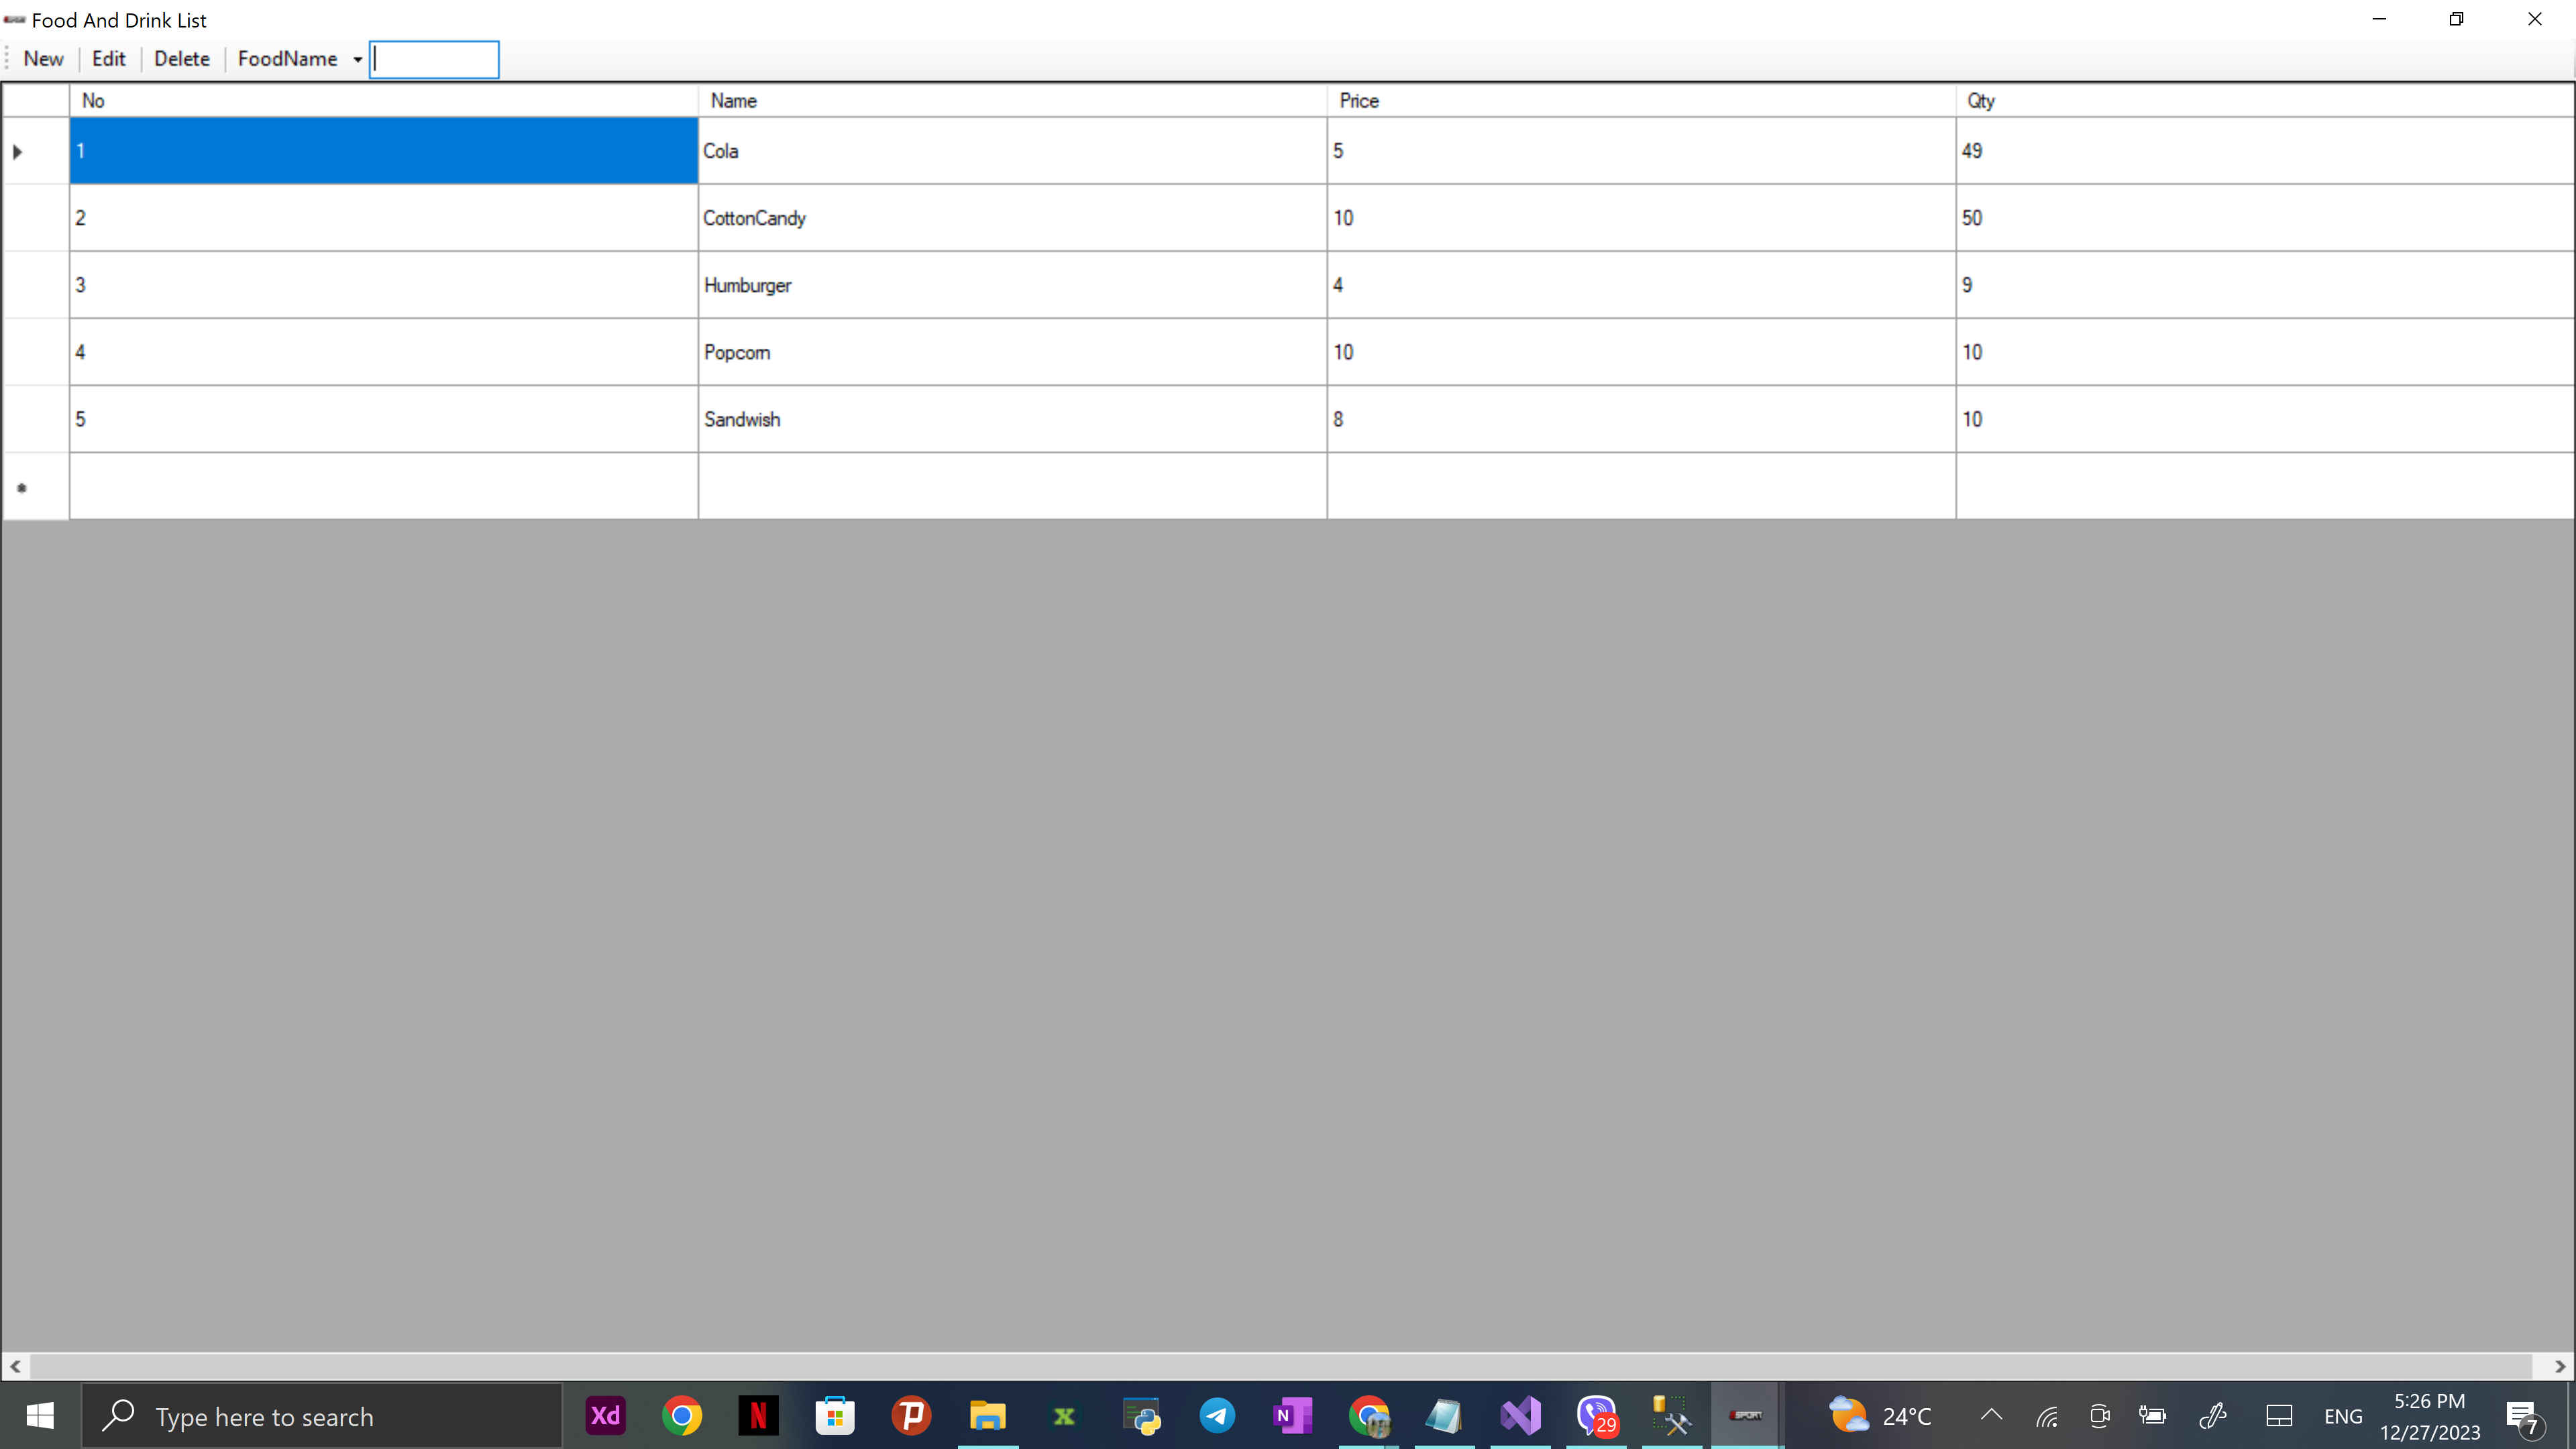 Food And Drink List
New Edit Delete FoodName
No Name Price Qty
1 Cola 5 49
2 CottonCandy 10 50
3 Humburger 4 9
4 Popcorn 10 10
5 Sandwish 8 10
Type here to search Xd N P N 29 24°C ENG 5:26 PM
12/27/2023 7